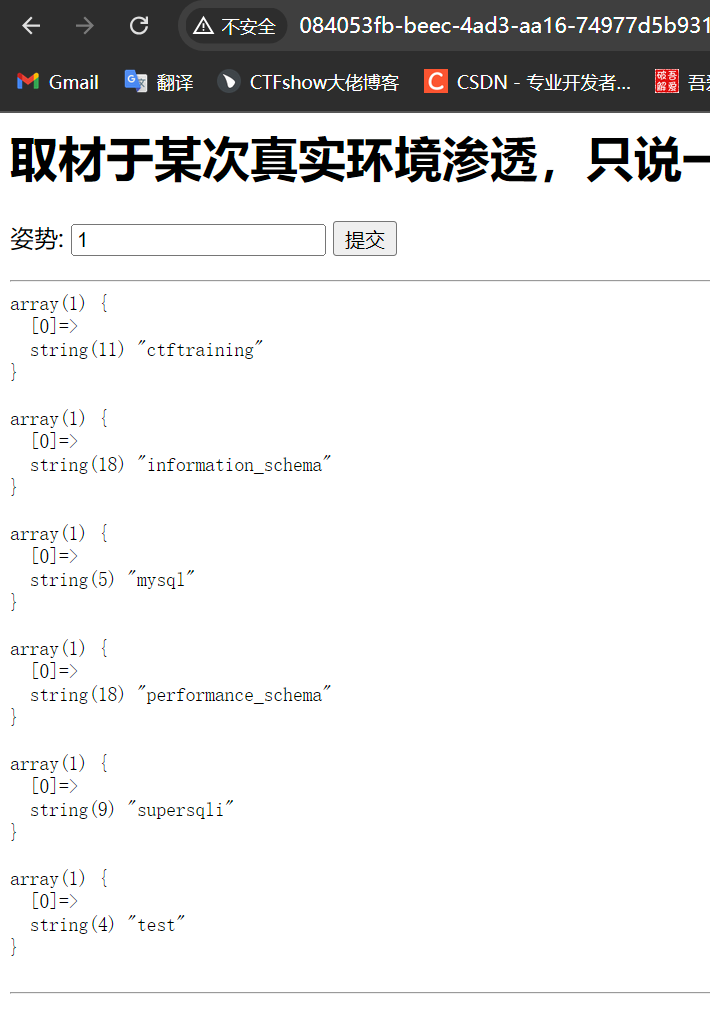 不安全 084053fb-beec-4ad3-aa16-74977d5b931
Gmail 翻译 CTFshow大佬博客 CSDN - 专业开发者... 吾爱
取材于某次真实环境渗透，只说一
姿势: 1 提交
array(1) {
[0]=>
string(11) "ctftraining"
}
array(1) {
[0]=>
string(18) "information_schema"
}
array(1) {
[0]=>
string(5) "mysql"
}
array(1) {
[0]=>
string(18) "performance_schema"
}
array(1) {
[0]=>
string(9) "supersqli"
}
array(1) {
[0]=>
string(4) "test"
}